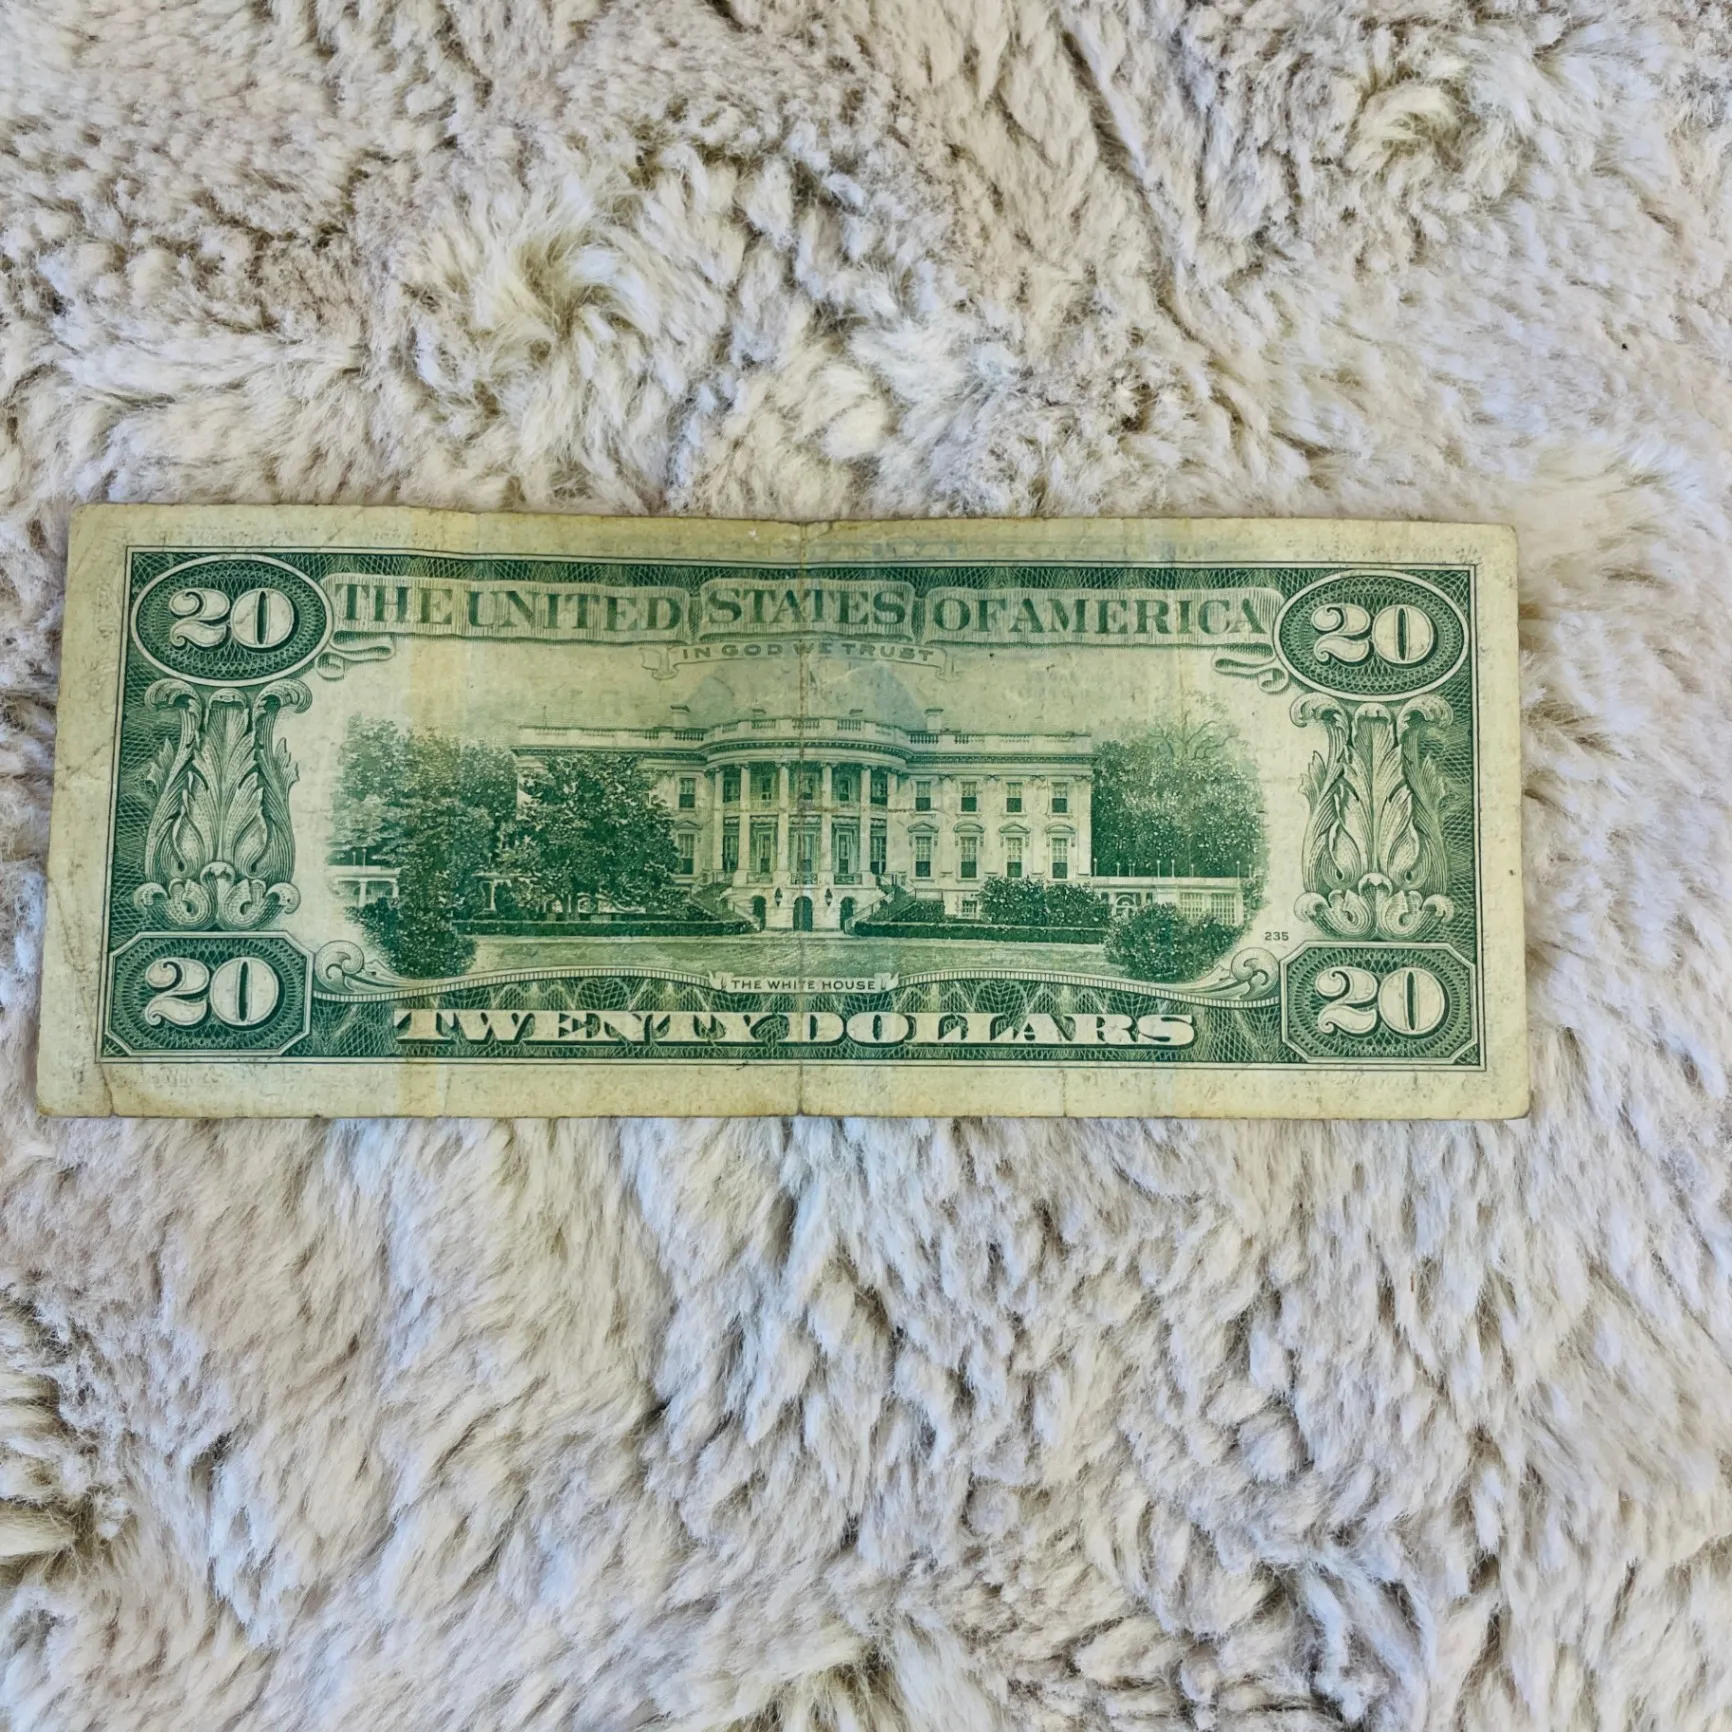 20 THE UNITED STATES OF AMERICA 20
IN GOD WE TRUST
235
THE WHITE HOUSE
20 TWENTY DOLLARS 20